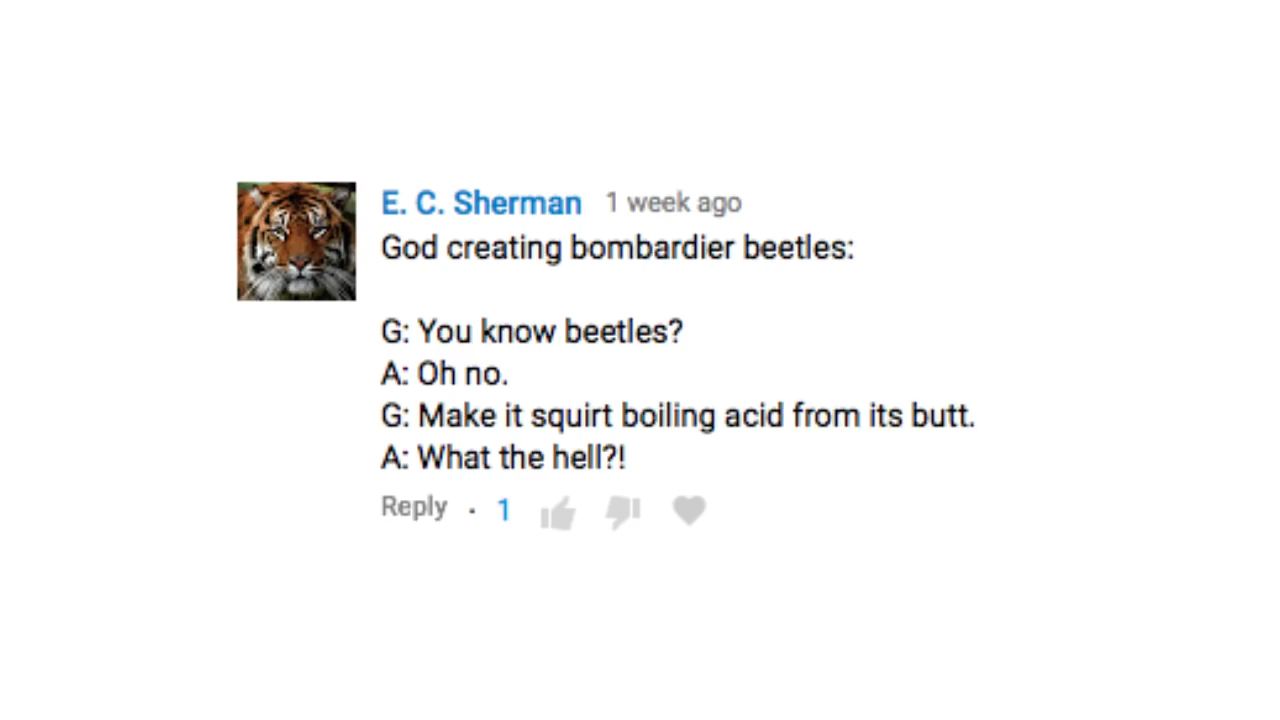 E. C. Sherman 1 week ago
God creating bombardier beetles:
G: You know beetles?
A: Oh no.
G: Make it squirt boiling acid from its butt.
A: What the hell?!
Reply · 1